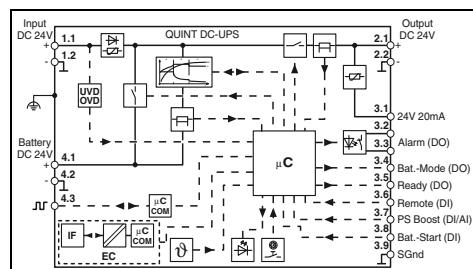 Input
DC 24V
QUINT DC-UPS
Output
DC 24V
+ 1.1
- 1.2
2.1 +
2.2 -
UVD
OVD
3.1 24V 20mA
3.2
3.3 Alarm (DO)
Battery
DC 24V
+ 4.1
- 4.2
4.3
µC
3.4 Bat.-Mode (DO)
3.5 Ready (DO)
3.6 Remote (DI)
3.7 PS Boost (DI/AI)
3.8 Bat.-Start (DI)
3.9 SGnd
µC
COM
IF
µC
COM
EC
ϑ